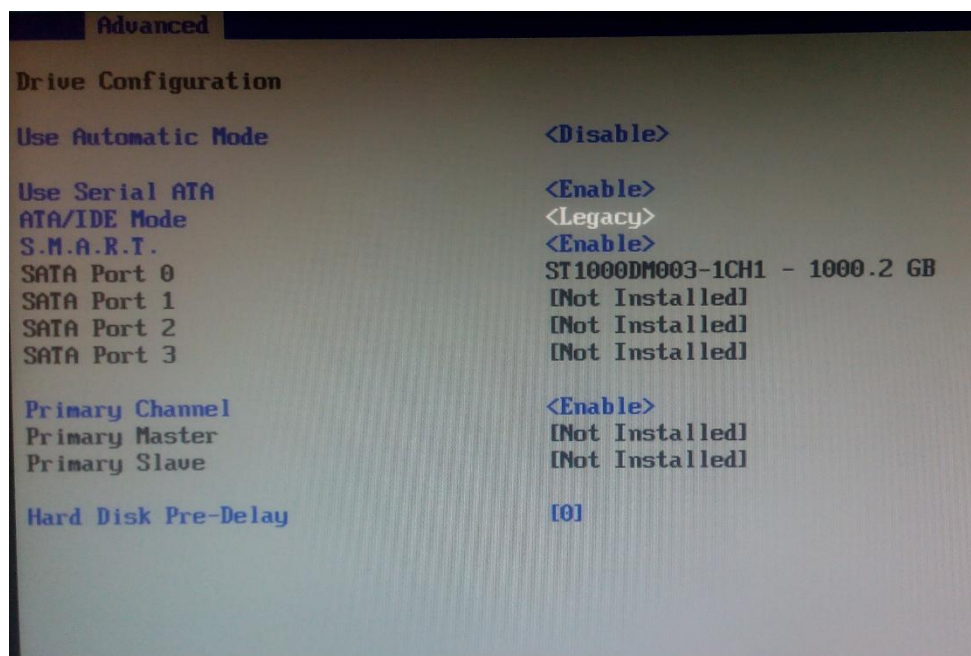 Advanced
Drive Configuration
Use Automatic Mode <Disable>
Use Serial ATA <Enable>
ATA/IDE Mode <Legacy>
S.M.A.R.T. <Enable>
SATA Port 0 ST1000DM003-1CH1 - 1000.2 GB
SATA Port 1 [Not Installed]
SATA Port 2 [Not Installed]
SATA Port 3 [Not Installed]
Primary Channel <Enable>
Primary Master [Not Installed]
Primary Slave [Not Installed]
Hard Disk Pre-Delay [0]